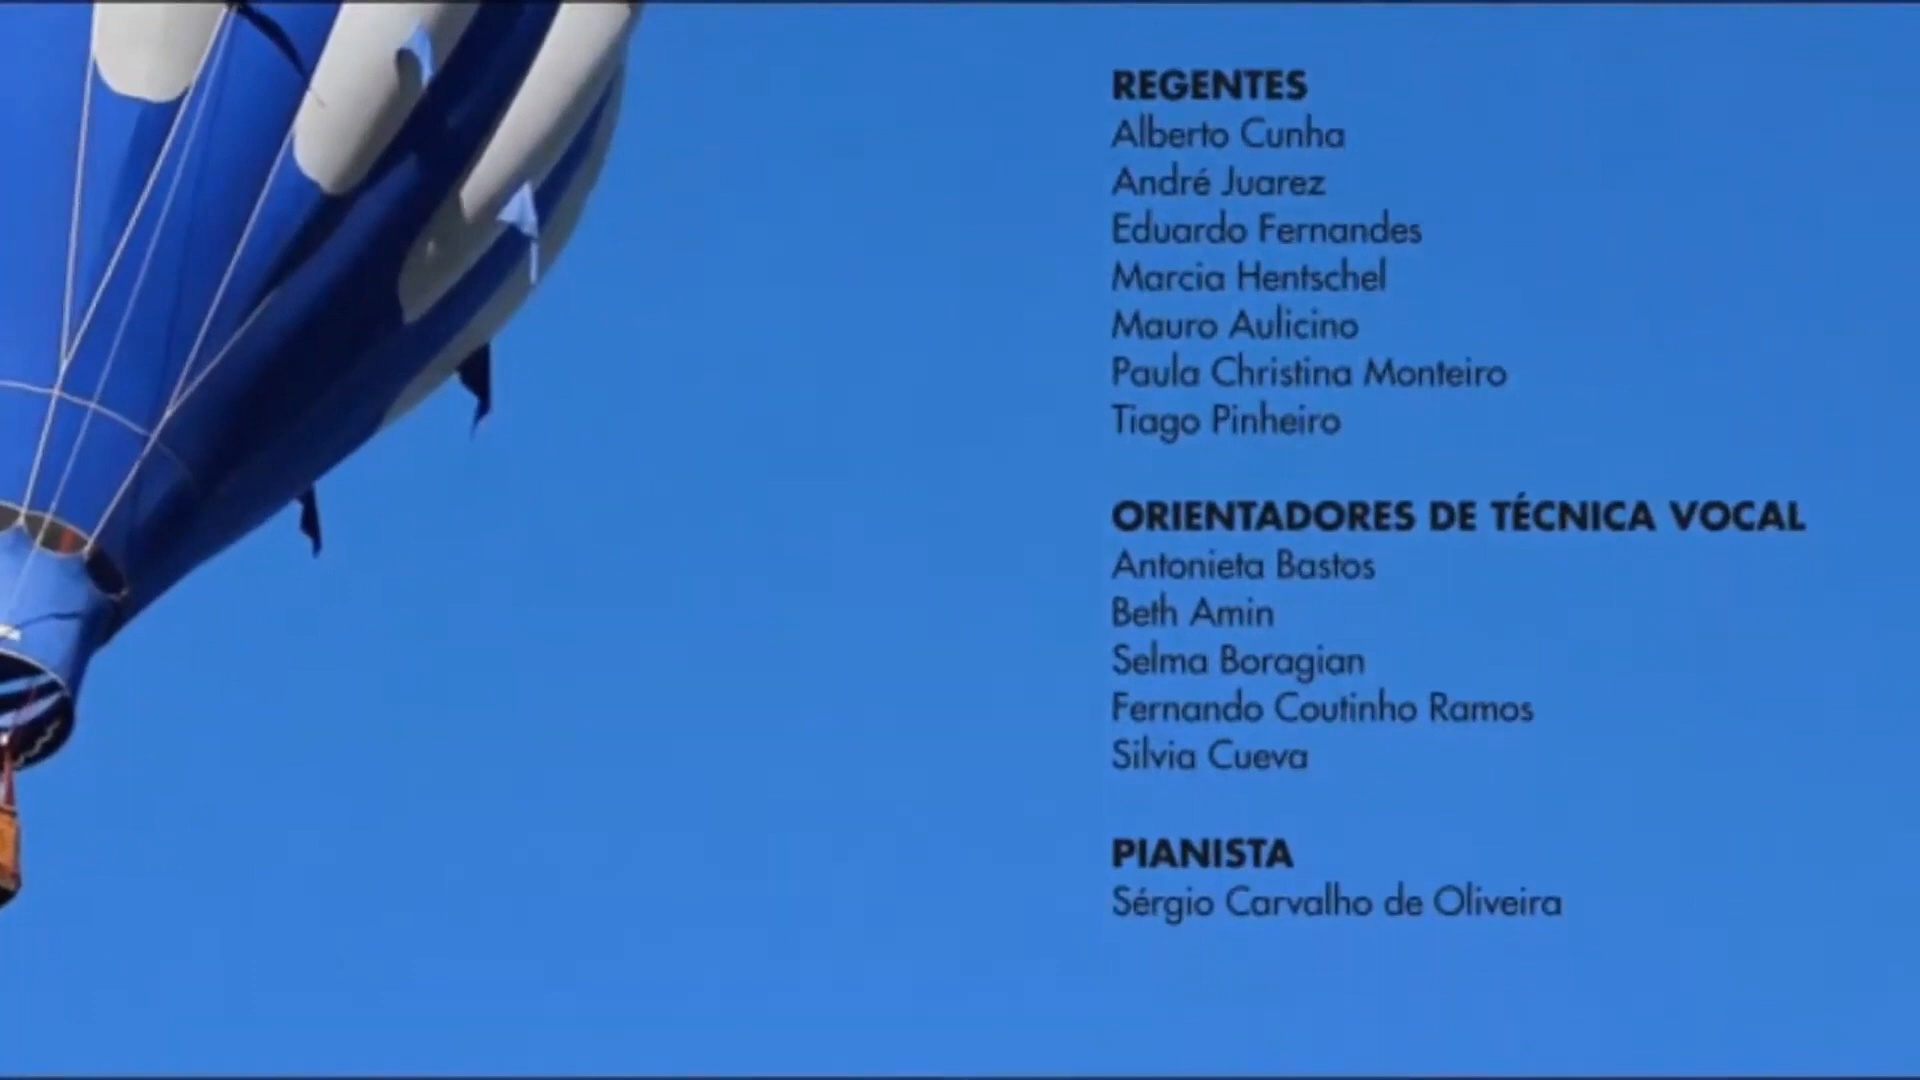 REGENTES
Alberto Cunha
André Juarez
Eduardo Fernandes
Marcia Hentschel
Mauro Aulicino
Paula Christina Monteiro
Tiago Pinheiro
ORIENTADORES DE TÉCNICA VOCAL
Antonieta Bastos
Beth Amin
Selma Boragian
Fernando Coutinho Ramos
Silvia Cueva
PIANISTA
Sérgio Carvalho de Oliveira